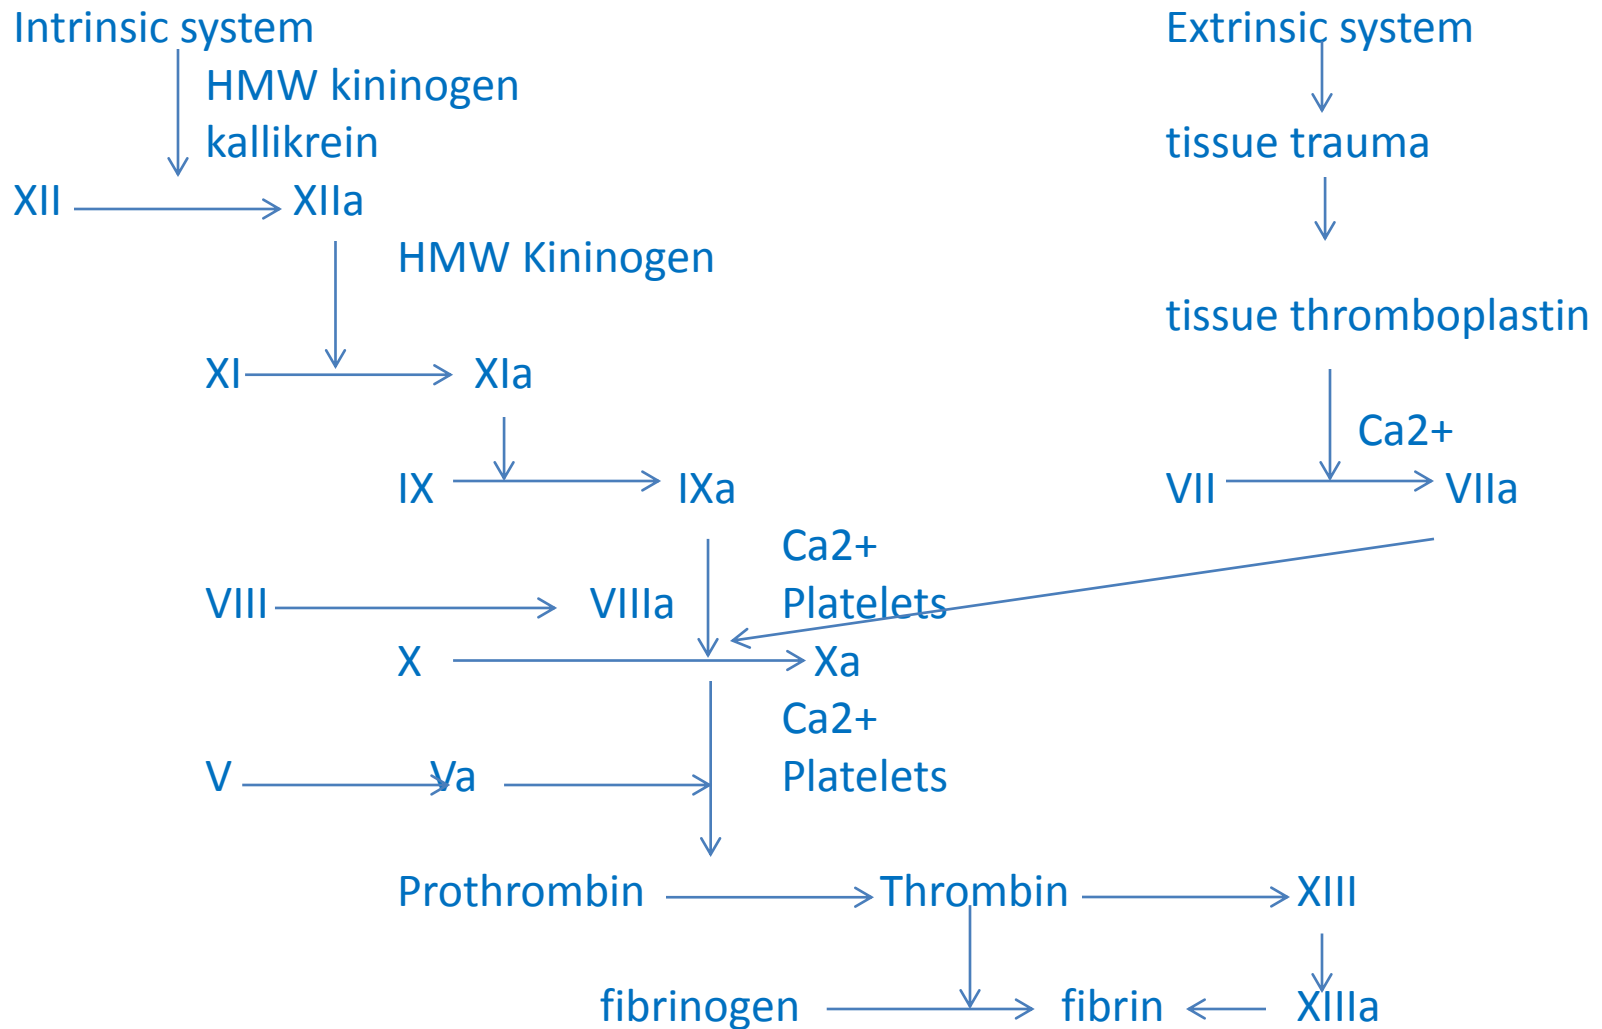 Intrinsic system Extrinsic system
HMW kininogen
kallikrein tissue trauma
XII XIIa
HMW Kininogen
tissue thromboplastin
XI XIa
Ca2+
IX IXa VII VIIa
Ca2+
VIII VIIIa Platelets
X Xa
Ca2+
V Va Platelets
Prothrombin Thrombin XIII
fibrinogen fibrin XIIIa